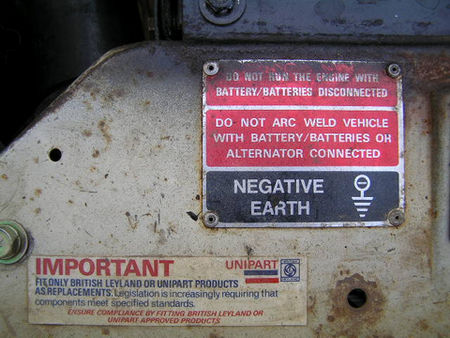 DO NOT RUN THE ENGINE WITH
BATTERY/BATTERIES DISCONNECTED
DO NOT ARC WELD VEHICLE
WITH BATTERY/BATTERIES OR
ALTERNATOR CONNECTED
NEGATIVE
EARTH
IMPORTANT
UNIPART
FIT ONLY BRITISH LEYLAND OR UNIPART PRODUCTS
AS REPLACEMENTS. Legislation is increasingly requiring that
components meet specified standards.
ENSURE COMPLIANCE BY FITTING BRITISH LEYLAND OR
UNIPART APPROVED PRODUCTS